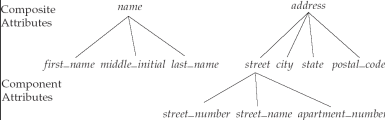 Composite Attributes
name
address
first_name middle_initial last_name
street city state postal_code
Component Attributes
street_number street_name apartment_number